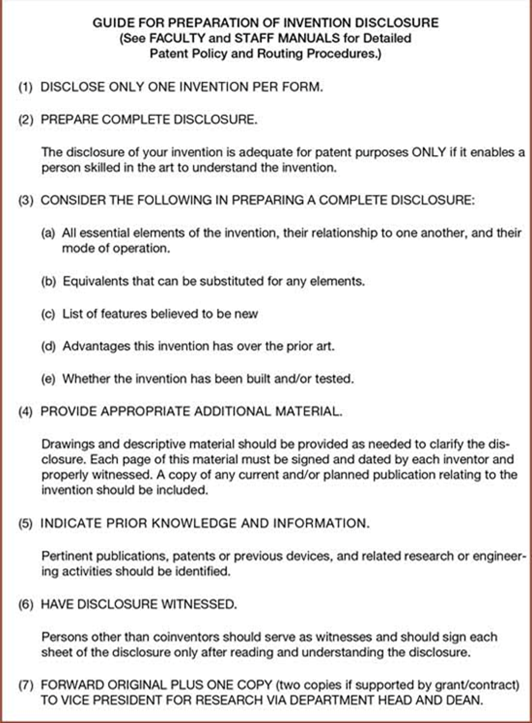 GUIDE FOR PREPARATION OF INVENTION DISCLOSURE
(See FACULTY and STAFF MANUALS for Detailed
Patent Policy and Routing Procedures.)
(1) DISCLOSE ONLY ONE INVENTION PER FORM.
(2) PREPARE COMPLETE DISCLOSURE.
The disclosure of your invention is adequate for patent purposes ONLY if it enables a
person skilled in the art to understand the invention.
(3) CONSIDER THE FOLLOWING IN PREPARING A COMPLETE DISCLOSURE:
(a) All essential elements of the invention, their relationship to one another, and their
mode of operation.
(b) Equivalents that can be substituted for any elements.
(c) List of features believed to be new
(d) Advantages this invention has over the prior art.
(e) Whether the invention has been built and/or tested.
(4) PROVIDE APPROPRIATE ADDITIONAL MATERIAL.
Drawings and descriptive material should be provided as needed to clarify the dis-
closure. Each page of this material must be signed and dated by each inventor and
properly witnessed. A copy of any current and/or planned publication relating to the
invention should be included.
(5) INDICATE PRIOR KNOWLEDGE AND INFORMATION.
Pertinent publications, patents or previous devices, and related research or engineer-
ing activities should be identified.
(6) HAVE DISCLOSURE WITNESSED.
Persons other than coinventors should serve as witnesses and should sign each
sheet of the disclosure only after reading and understanding the disclosure.
(7) FORWARD ORIGINAL PLUS ONE COPY (two copies if supported by grant/contract)
TO VICE PRESIDENT FOR RESEARCH VIA DEPARTMENT HEAD AND DEAN.